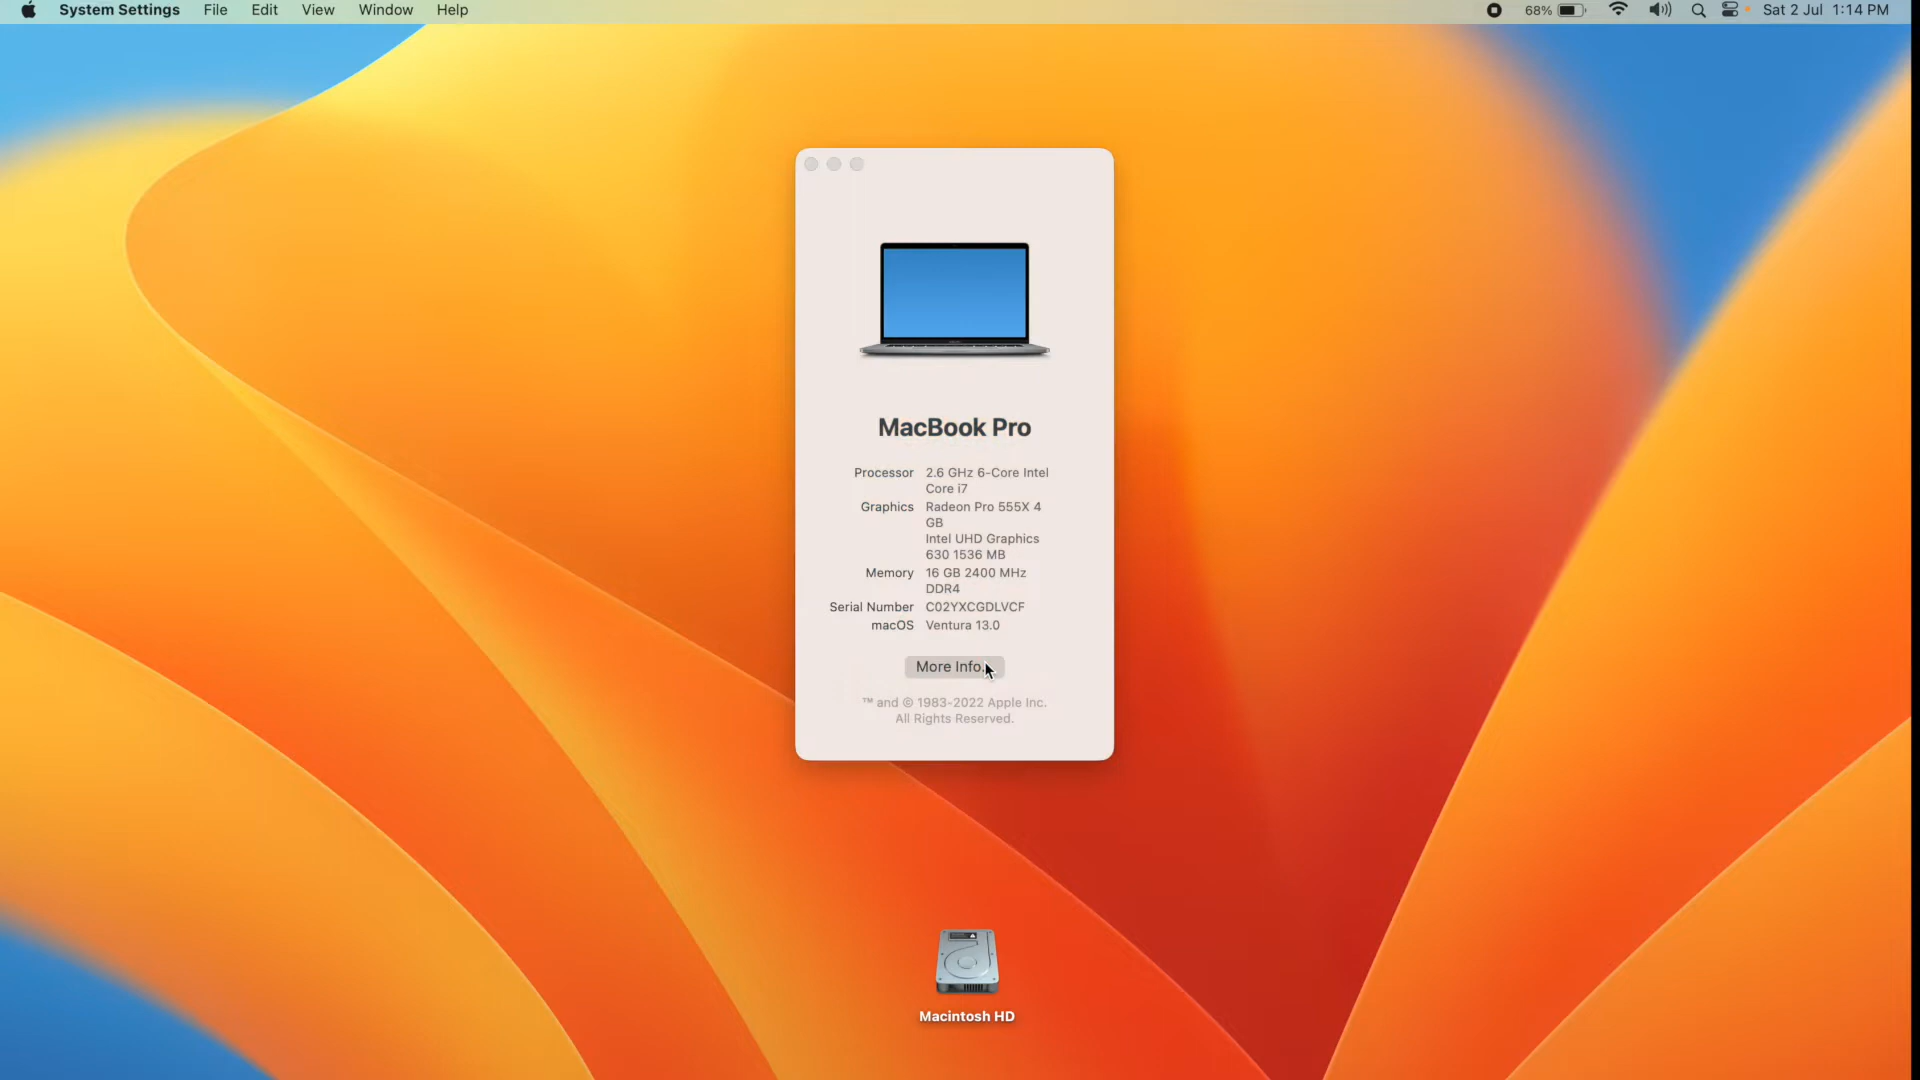 System Settings File Edit View Window Help 68% Sat 2 Jul 1:14 PM
MacBook Pro
Processor 2.6 GHz 6-Core Intel
Core i7
Graphics Radeon Pro 555X 4
GB
Intel UHD Graphics
630 1536 MB
Memory 16 GB 2400 MHz
DDR4
Serial Number C02YXCGDLVCF
macOS Ventura 13.0
More Info
™ and © 1983-2022 Apple Inc.
All Rights Reserved.
Macintosh HD